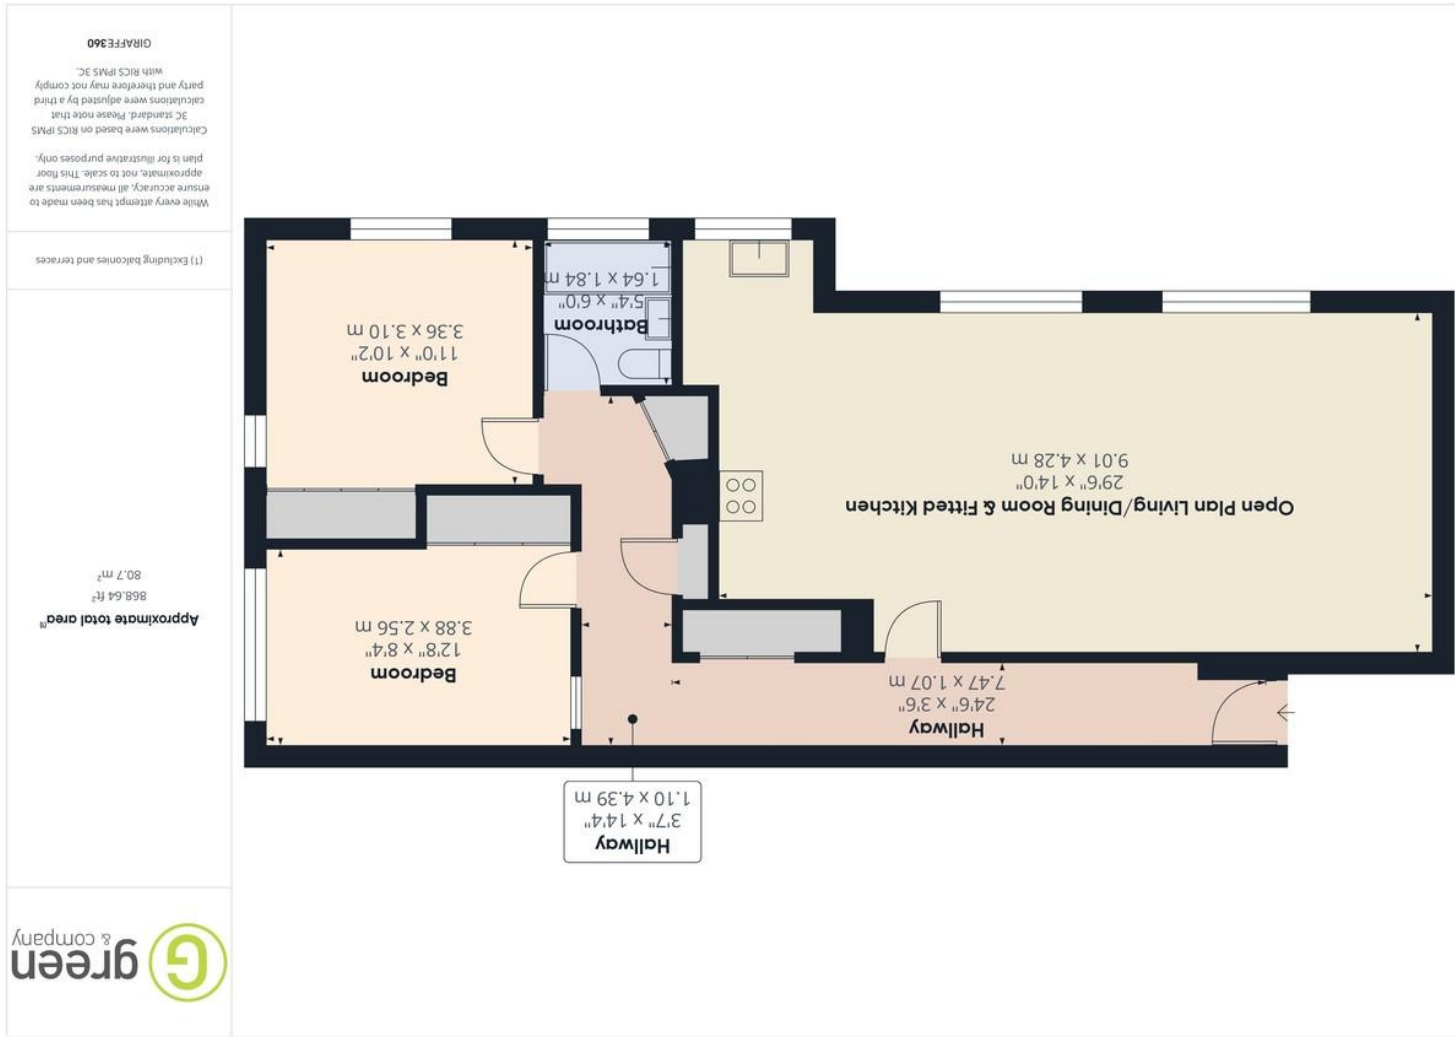 green
& company
Approximate total area⁽¹⁾
868.64 ft²
80.7 m²
(1) Excluding balconies and terraces
While every attempt has been made to
ensure accuracy, all measurements are
approximate, not to scale. This floor
plan is for illustrative purposes only.
Calculations were based on RICS IPMS
3C standard. Please note that
calculations were adjusted by a third
party and therefore may not comply
with RICS IPMS 3C.
GIRAFFE360
Hallway
3'7" x 14'4"
1.10 x 4.39 m
Hallway
24'6" x 3'6"
7.47 x 1.07 m
Bedroom
12'8" x 8'4"
3.88 x 2.56 m
Open Plan Living/Dining Room & Fitted Kitchen
29'6" x 14'0"
9.01 x 4.28 m
Bedroom
11'0" x 10'2"
3.36 x 3.10 m
Bathroom
5'4" x 6'0"
1.64 x 1.84 m